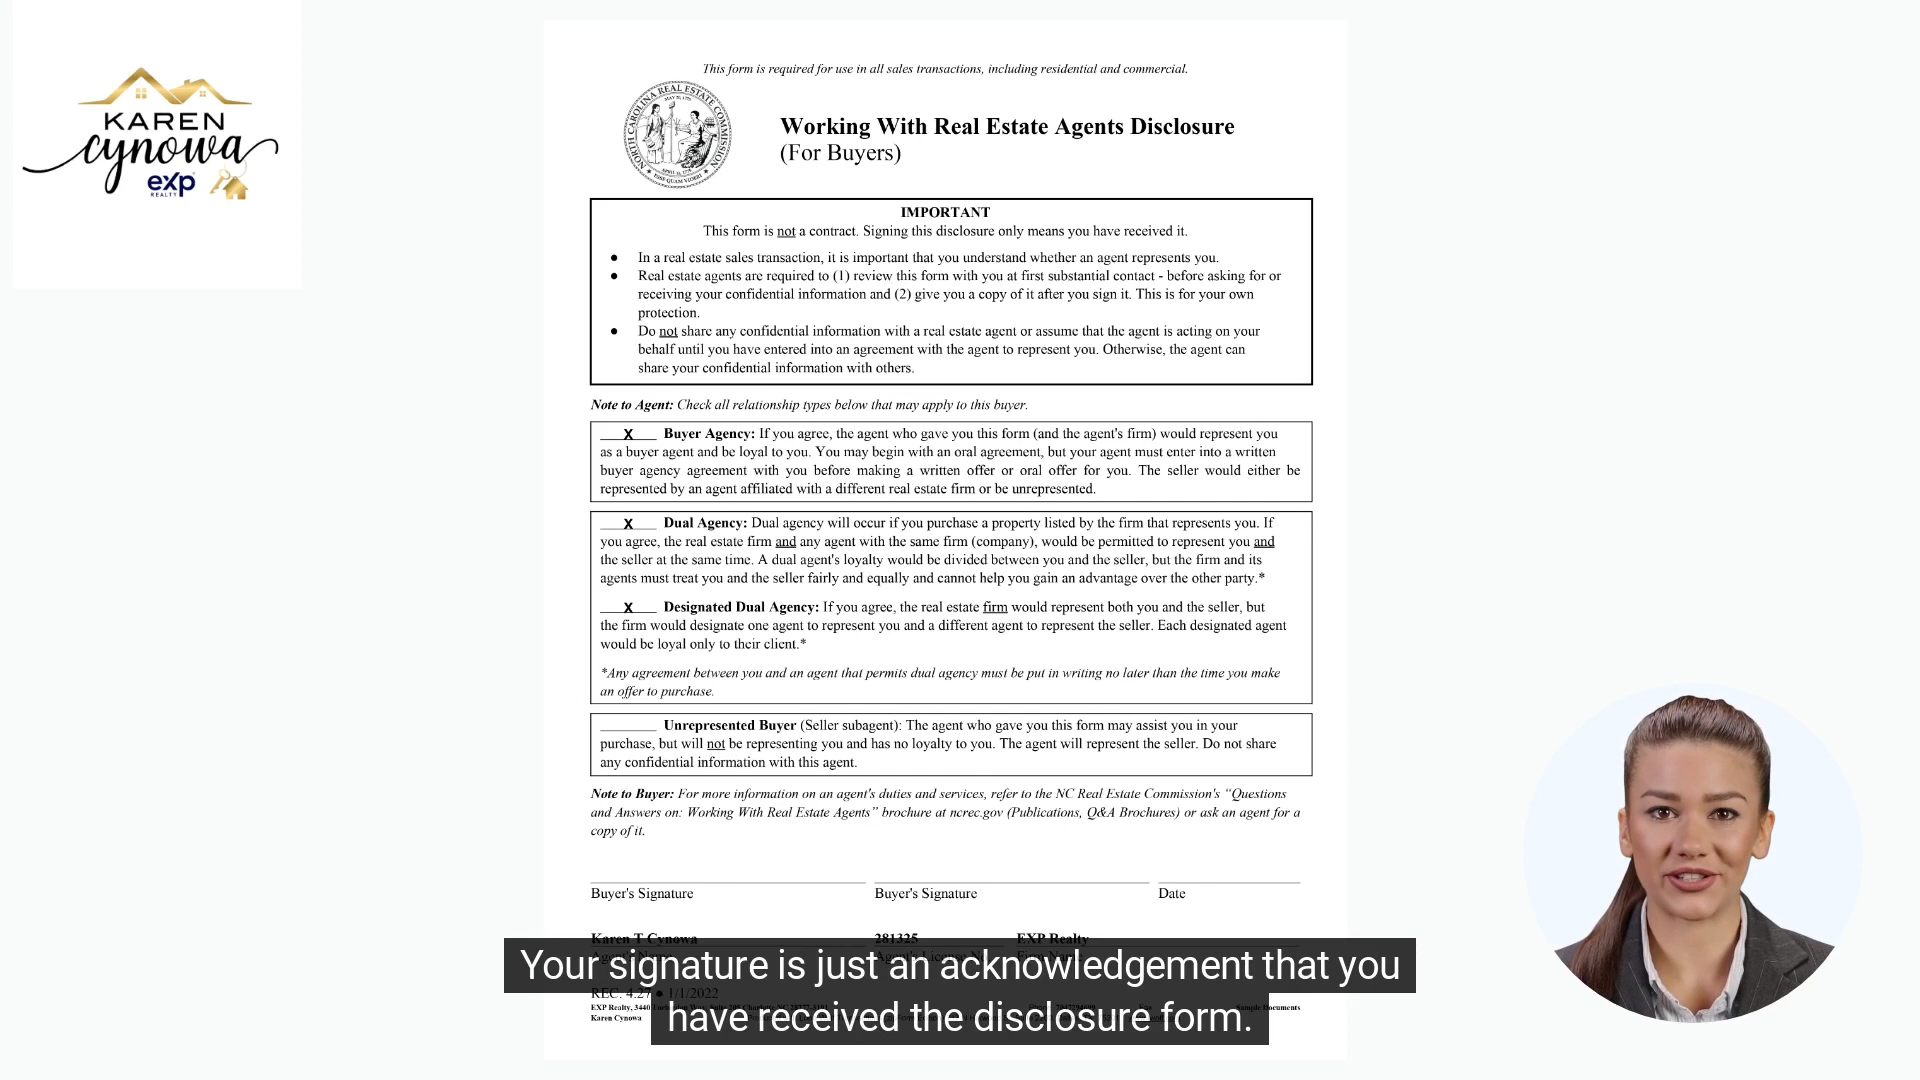 KAREN
cynowa
exp
REALTY
This form is required for use in all sales transactions, including residential and commercial.
NORTH CAROLINA REAL ESTATE COMMISSION
MAY 20, 1775
APRIL 12, 1776
ESSE QUAM VIDERI
Working With Real Estate Agents Disclosure
(For Buyers)
IMPORTANT
This form is not a contract. Signing this disclosure only means you have received it.
● In a real estate sales transaction, it is important that you understand whether an agent represents you.
● Real estate agents are required to (1) review this form with you at first substantial contact - before asking for or
receiving your confidential information and (2) give you a copy of it after you sign it. This is for your own
protection.
● Do not share any confidential information with a real estate agent or assume that the agent is acting on your
behalf until you have entered into an agreement with the agent to represent you. Otherwise, the agent can
share your confidential information with others.
Note to Agent: Check all relationship types below that may apply to this buyer.
X Buyer Agency: If you agree, the agent who gave you this form (and the agent's firm) would represent you
as a buyer agent and be loyal to you. You may begin with an oral agreement, but your agent must enter into a written
buyer agency agreement with you before making a written offer or oral offer for you. The seller would either be
represented by an agent affiliated with a different real estate firm or be unrepresented.
X Dual Agency: Dual agency will occur if you purchase a property listed by the firm that represents you. If
you agree, the real estate firm and any agent with the same firm (company), would be permitted to represent you and
the seller at the same time. A dual agent's loyalty would be divided between you and the seller, but the firm and its
agents must treat you and the seller fairly and equally and cannot help you gain an advantage over the other party.*
X Designated Dual Agency: If you agree, the real estate firm would represent both you and the seller, but
the firm would designate one agent to represent you and a different agent to represent the seller. Each designated agent
would be loyal only to their client.*
*Any agreement between you and an agent that permits dual agency must be put in writing no later than the time you make
an offer to purchase.
Unrepresented Buyer (Seller subagent): The agent who gave you this form may assist you in your
purchase, but will not be representing you and has no loyalty to you. The agent will represent the seller. Do not share
any confidential information with this agent.
Note to Buyer: For more information on an agent's duties and services, refer to the NC Real Estate Commission's “Questions
and Answers on: Working With Real Estate Agents” brochure at ncrec.gov (Publications, Q&A Brochures) or ask an agent for a
copy of it.
Buyer's Signature Buyer's Signature Date
Karen T Cynowa 281325 EXP Realty
REC. 4.27 ● 1/1/2022
EXP Realty, 3440
Karen Cynowa
Sample Documents
Your signature is just an acknowledgement that you
have received the disclosure form.